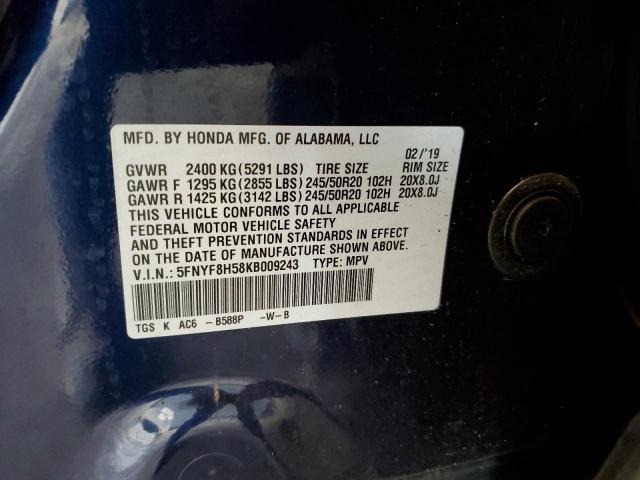 MFD. BY HONDA MFG. OF ALABAMA, LLC
02/'19
GVWR 2400 KG(5291 LBS) TIRE SIZE RIM SIZE
GAWR F 1295 KG(2855 LBS)245/50R20 102H 20X8.0J
GAWR R 1425 KG(3142 LBS)245/50R20 102H 20X8.0J
THIS VEHICLE CONFORMS TO ALL APPLICABLE
FEDERAL MOTOR VEHICLE SAFETY
AND THEFT PREVENTION STANDARDS IN EFFECT
ON THE DATE OF MANUFACTURE SHOWN ABOVE.
V.I.N.: 5FNYF8H58KB009243 TYPE: MPV
TGS K AC6 -B588P -W-B